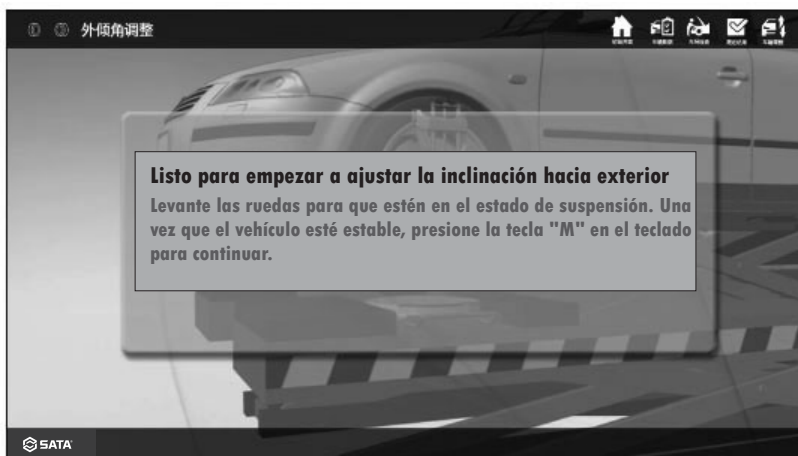 外倾角调整
Listo para empezar a ajustar la inclinación hacia exterior
Levante las ruedas para que estén en el estado de suspensión. Una
vez que el vehículo esté estable, presione la tecla "M" en el teclado
para continuar.
SATA